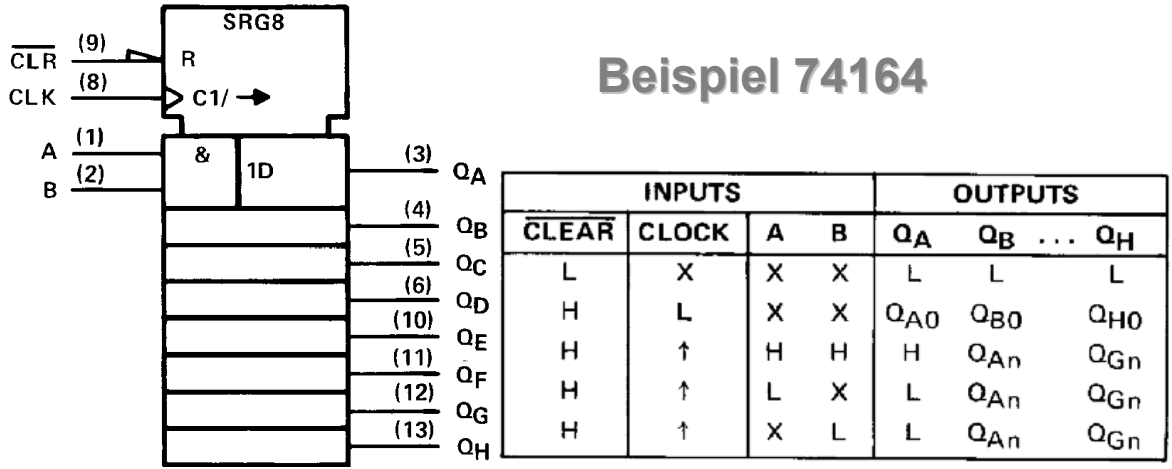 SRG8
Beispiel 74164
CLR (9) R
CLK (8) C1/ →
A (1) & 1D (3) QA
B (2)
(4) QB
(5) QC
(6) QD
(10) QE
(11) QF
(12) QG
(13) QH
INPUTS OUTPUTS
CLEAR CLOCK A B QA QB ... QH
L X X X L L L
H L X X QA0 QB0 QH0
H ↑ H H H QAn QGn
H ↑ L X L QAn QGn
H ↑ X L L QAn QGn